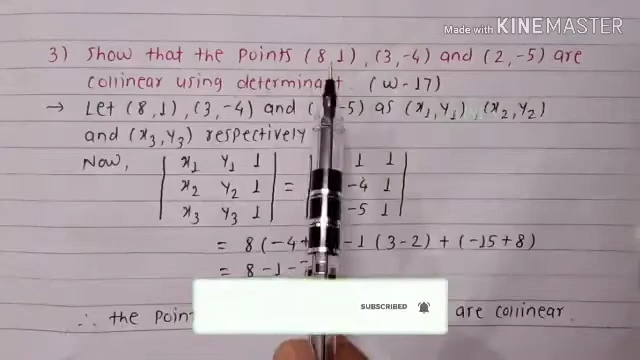 Made with KINEMASTER
3) Show that the Points (8 1), (3,-4) and (2,-5) are
collinear using determinant. (W-17)
→ Let (8,1), (3,-4) and ( -5) as (x₁,y₁), (x₂,y₂)
and (x₃,y₃) respectively
Now, | x₁ y₁ 1 | = | 1 1 |
| x₂ y₂ 1 | -4 1 |
| x₃ y₃ 1 | -5 1 |
= 8(-4+ -1(3-2)+(-15+8)
= 8-1-7
SUBSCRIBED
∴ the Point are collinear.